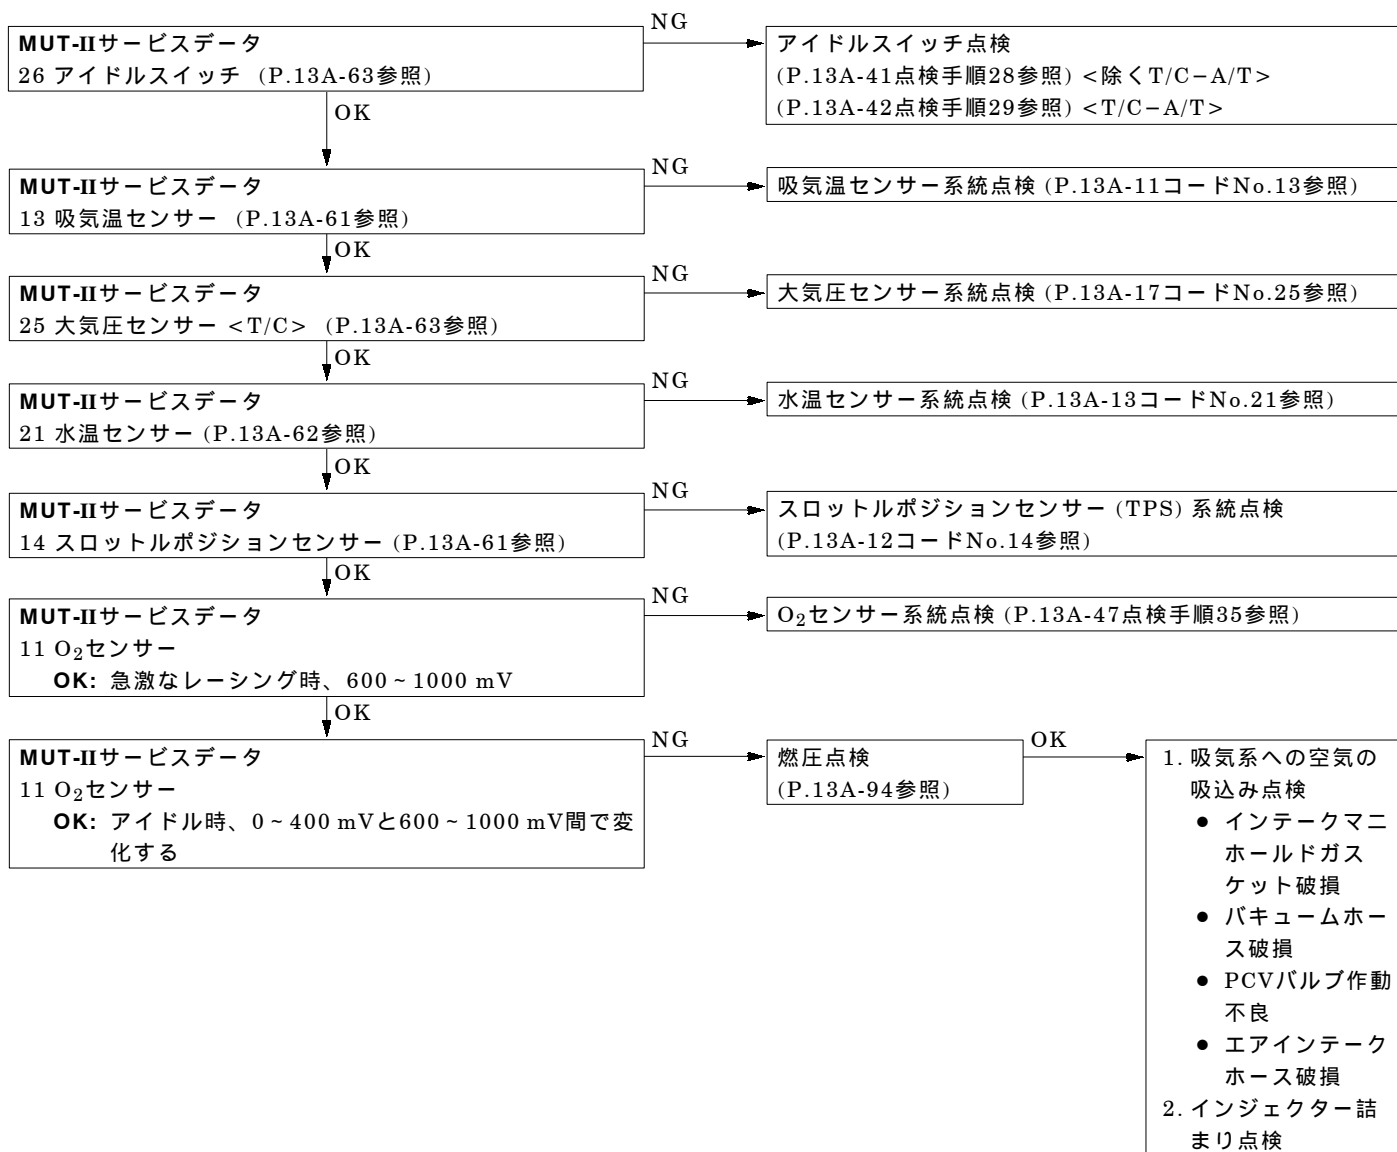 MUT-IIサービスデータ
26 アイドルスイッチ (P.13A-63参照)
NG
アイドルスイッチ点検
(P.13A-41点検手順28参照) <除くT/C−A/T>
(P.13A-42点検手順29参照) <T/C−A/T>
OK
MUT-IIサービスデータ
13 吸気温センサー (P.13A-61参照)
NG
吸気温センサー系統点検 (P.13A-11コードNo.13参照)
OK
MUT-IIサービスデータ
25 大気圧センサー <T/C> (P.13A-63参照)
NG
大気圧センサー系統点検 (P.13A-17コードNo.25参照)
OK
MUT-IIサービスデータ
21 水温センサー (P.13A-62参照)
NG
水温センサー系統点検 (P.13A-13コードNo.21参照)
OK
MUT-IIサービスデータ
14 スロットルポジションセンサー (P.13A-61参照)
NG
スロットルポジションセンサー (TPS) 系統点検
(P.13A-12コードNo.14参照)
OK
MUT-IIサービスデータ
11 O₂センサー
OK: 急激なレーシング時、600~1000 mV
NG
O₂センサー系統点検 (P.13A-47点検手順35参照)
OK
MUT-IIサービスデータ
11 O₂センサー
OK: アイドル時、0~400 mVと600~1000 mV間で変
化する
NG
燃圧点検
(P.13A-94参照)
OK
1. 吸気系への空気の
吸込み点検
● インテークマニ
ホールドガス
ケット破損
● バキュームホー
ス破損
● PCVバルブ作動
不良
● エアインテーク
ホース破損
2. インジェクター詰
まり点検